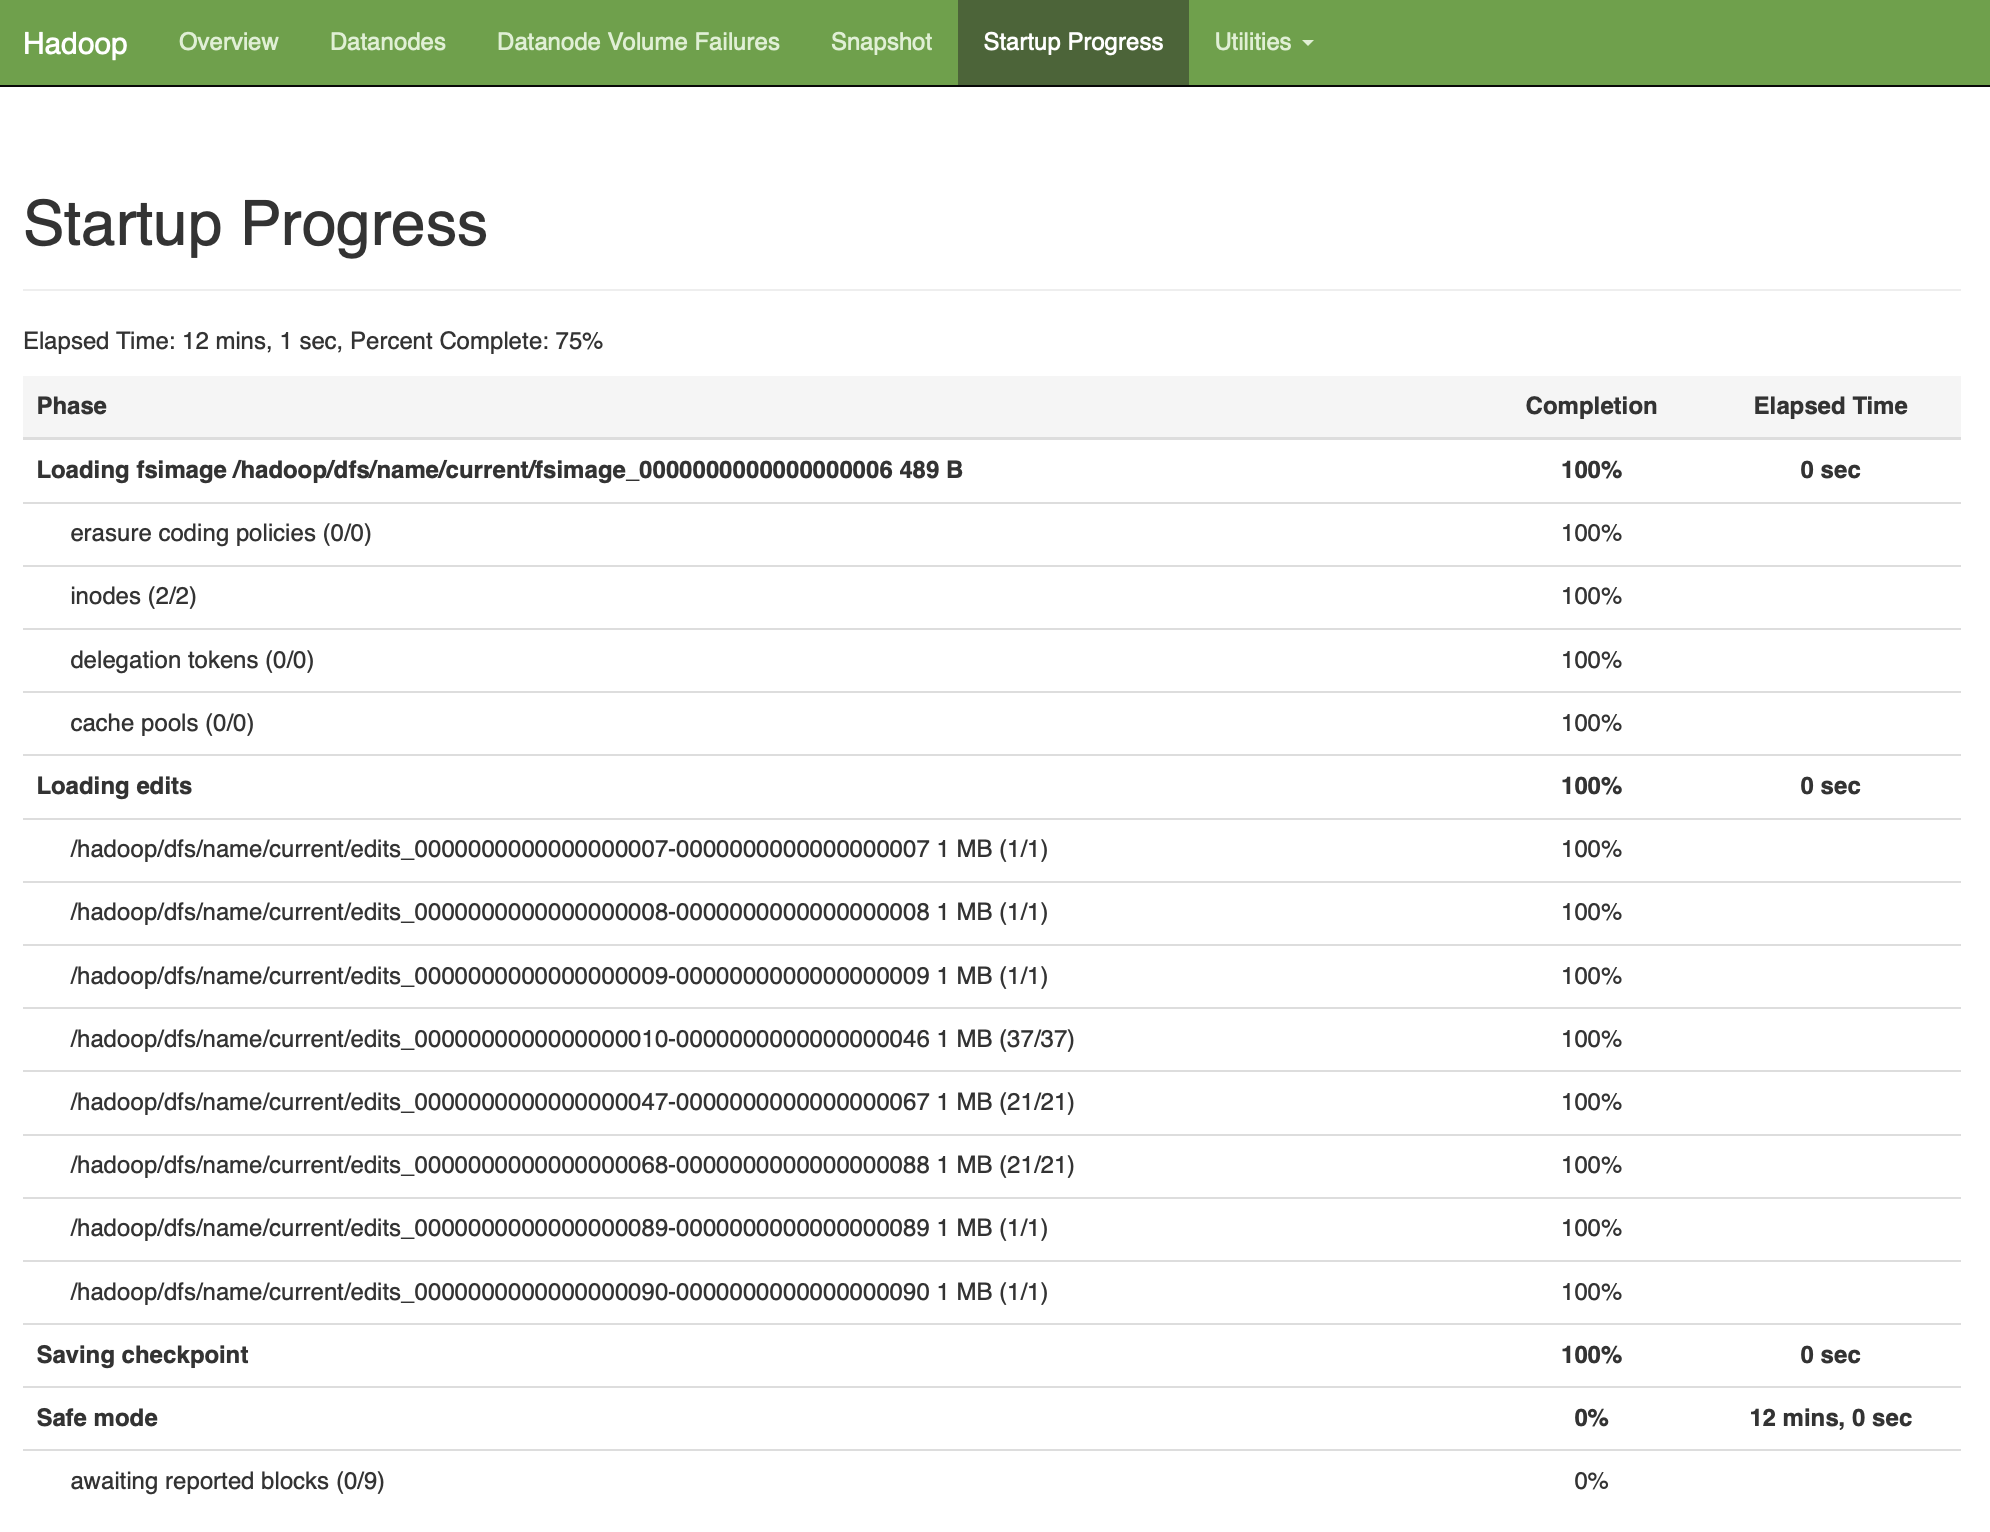 Hadoop Overview Datanodes Datanode Volume Failures Snapshot Startup Progress Utilities
Startup Progress
Elapsed Time: 12 mins, 1 sec, Percent Complete: 75%
Phase Completion Elapsed Time
Loading fsimage /hadoop/dfs/name/current/fsimage_0000000000000000006 489 B 100% 0 sec
erasure coding policies (0/0) 100%
inodes (2/2) 100%
delegation tokens (0/0) 100%
cache pools (0/0) 100%
Loading edits 100% 0 sec
/hadoop/dfs/name/current/edits_0000000000000000007-0000000000000000007 1 MB (1/1) 100%
/hadoop/dfs/name/current/edits_0000000000000000008-0000000000000000008 1 MB (1/1) 100%
/hadoop/dfs/name/current/edits_0000000000000000009-0000000000000000009 1 MB (1/1) 100%
/hadoop/dfs/name/current/edits_0000000000000000010-0000000000000000046 1 MB (37/37) 100%
/hadoop/dfs/name/current/edits_0000000000000000047-0000000000000000067 1 MB (21/21) 100%
/hadoop/dfs/name/current/edits_0000000000000000068-0000000000000000088 1 MB (21/21) 100%
/hadoop/dfs/name/current/edits_0000000000000000089-0000000000000000089 1 MB (1/1) 100%
/hadoop/dfs/name/current/edits_0000000000000000090-0000000000000000090 1 MB (1/1) 100%
Saving checkpoint 100% 0 sec
Safe mode 0% 12 mins, 0 sec
awaiting reported blocks (0/9) 0%